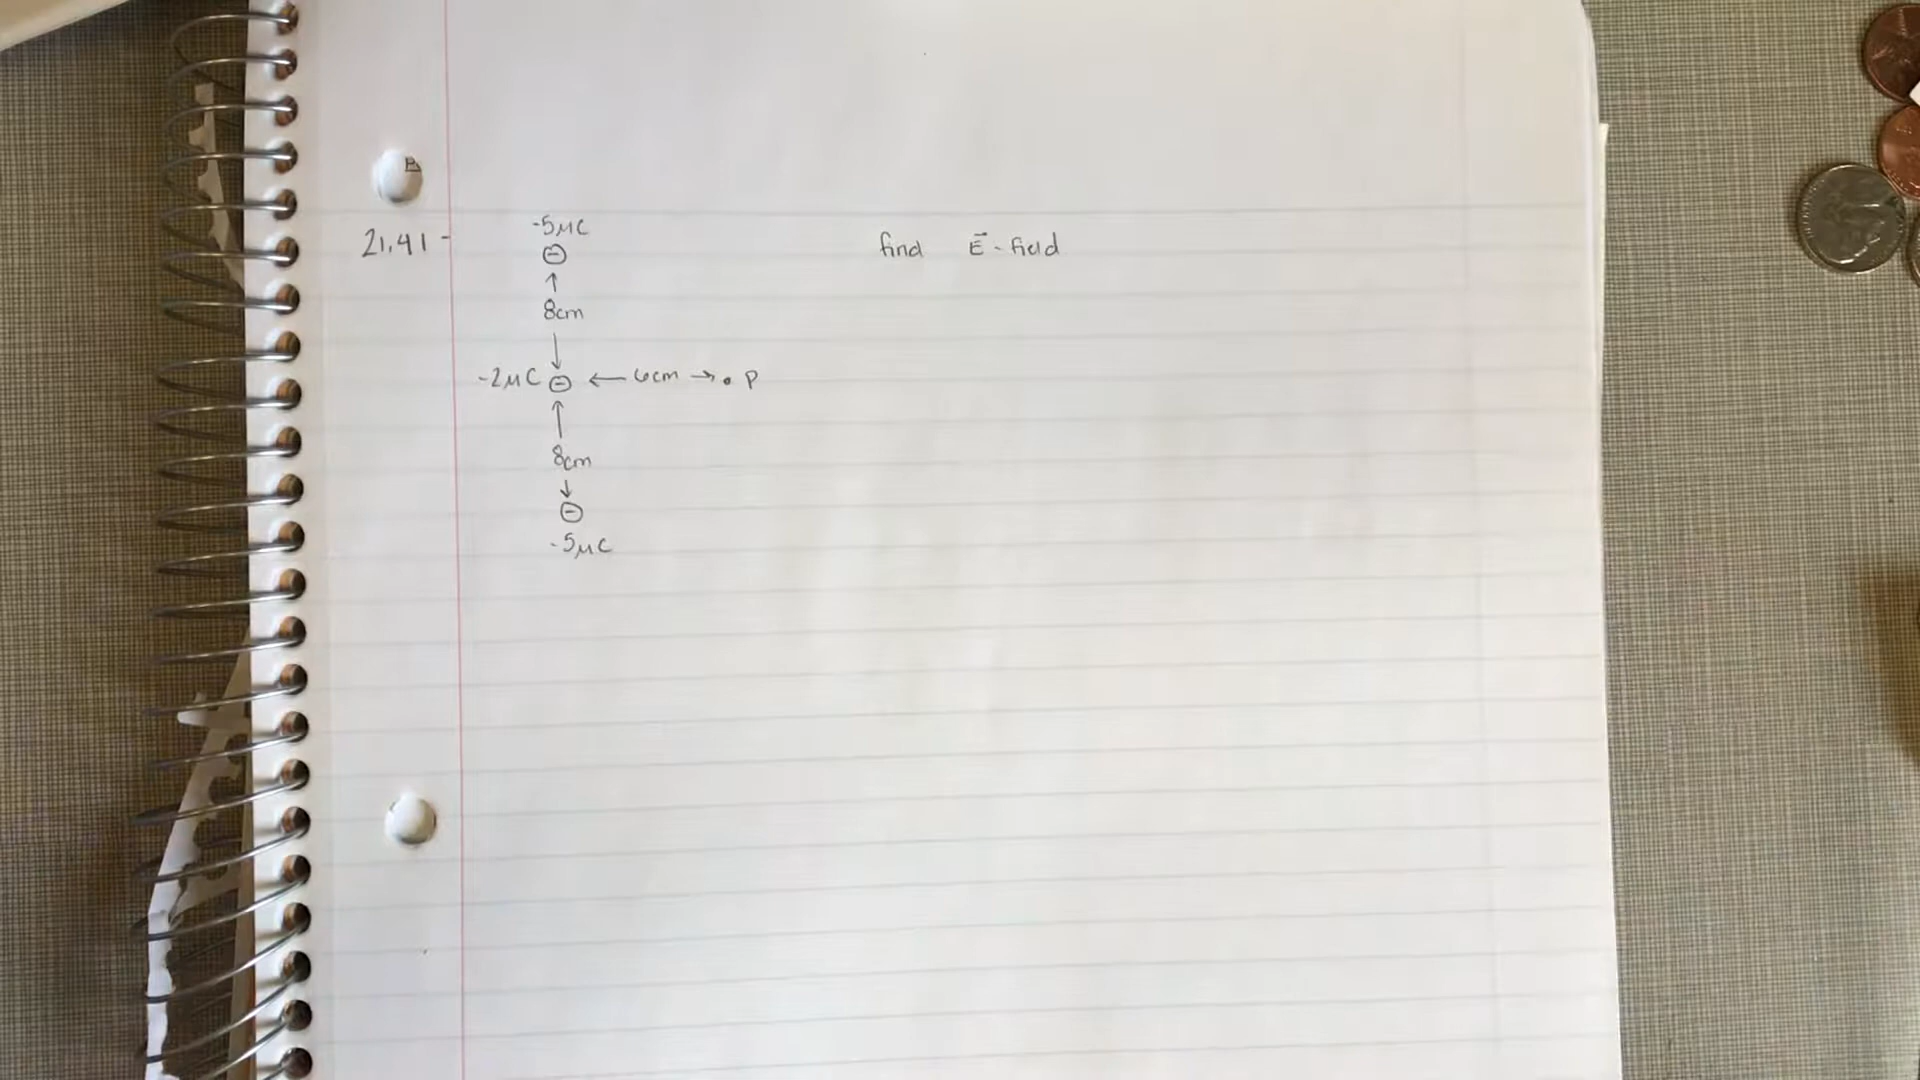 -5μC
21.41- ⊖ find E⃗-field
↑
8cm
↓
-2μC ⊖ ← 6cm → . P
↑
8cm
↓
⊖
-5μC